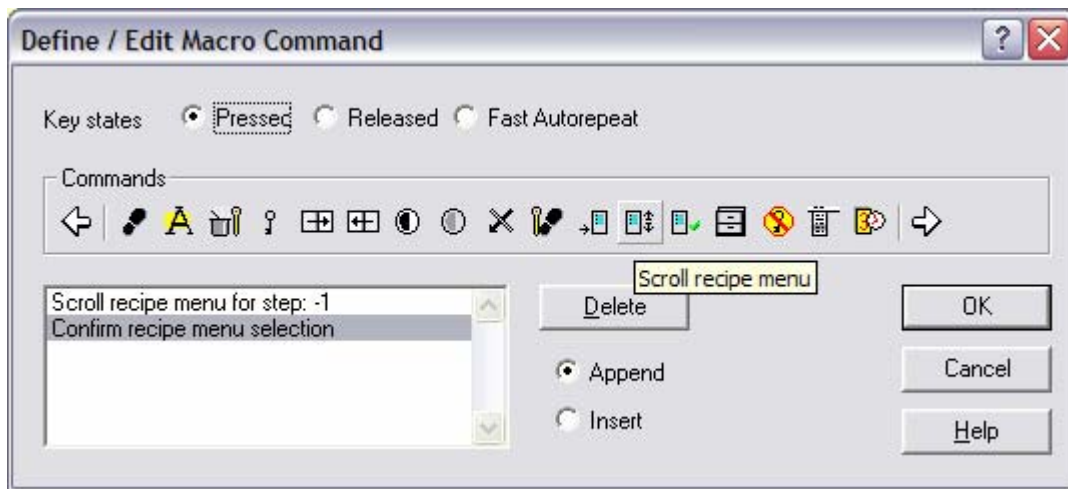 Define / Edit Macro Command
Key states Pressed Released Fast Autorepeat
Commands
Scroll recipe menu
Scroll recipe menu for step: -1
Confirm recipe menu selection
Delete
Append
Insert
OK
Cancel
Help